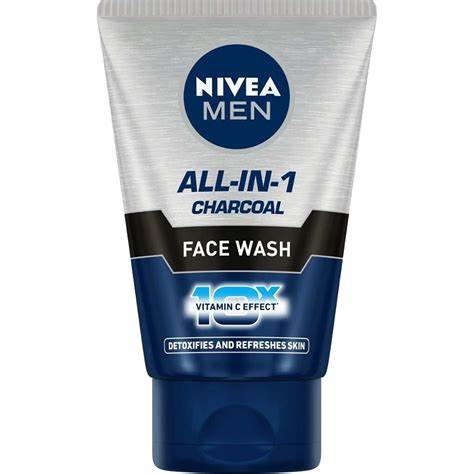 NIVEA
MEN
ALL-IN-1
CHARCOAL
FACE WASH
10X
VITAMIN C EFFECT*
DETOXIFIES AND REFRESHES SKIN